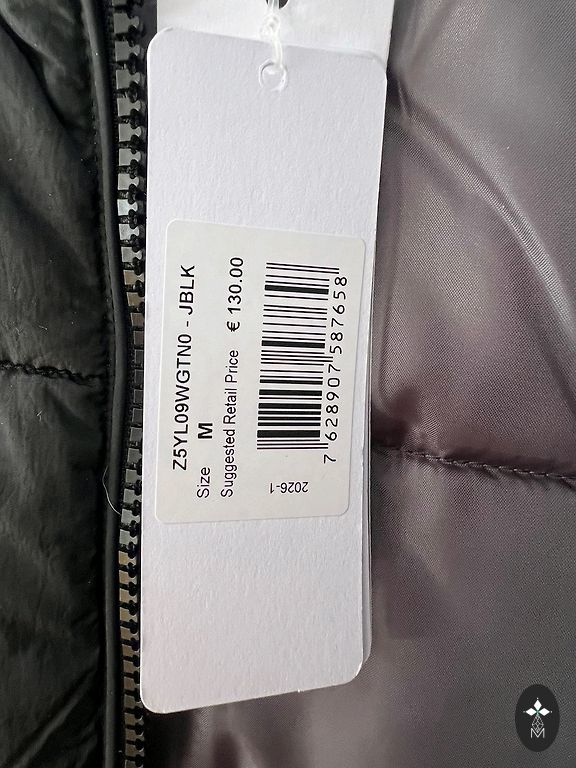 Z5YL09WGTN0 - JBLK
Size M
Suggested Retail Price € 130.00
7 628907 587658
2026-1
M